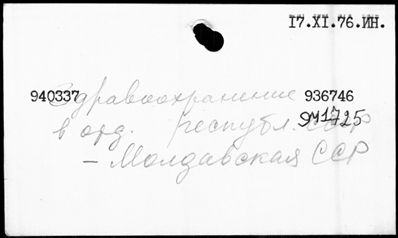 17.XI.76.ИН.
940337 Здравоохранение 936746
в отд. республ. СССР 941725
- Молдавская ССР